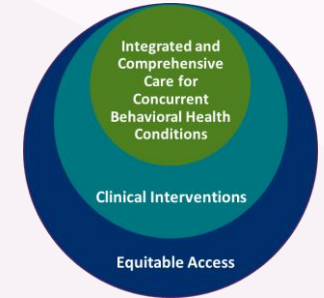 Integrated and
Comprehensive
Care for
Concurrent
Behavioral Health
Conditions
Clinical Interventions
Equitable Access